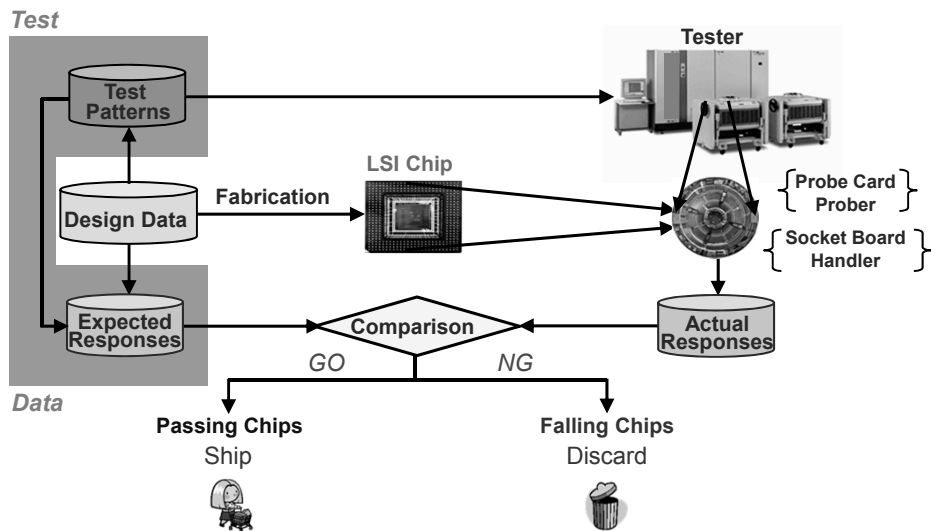 Test
Tester
Test
Patterns
LSI Chip
Fabrication
Probe Card
Prober
Design Data
Socket Board
Handler
Expected
Responses
Comparison
Actual
Responses
GO
NG
Data
Passing Chips
Falling Chips
Ship
Discard